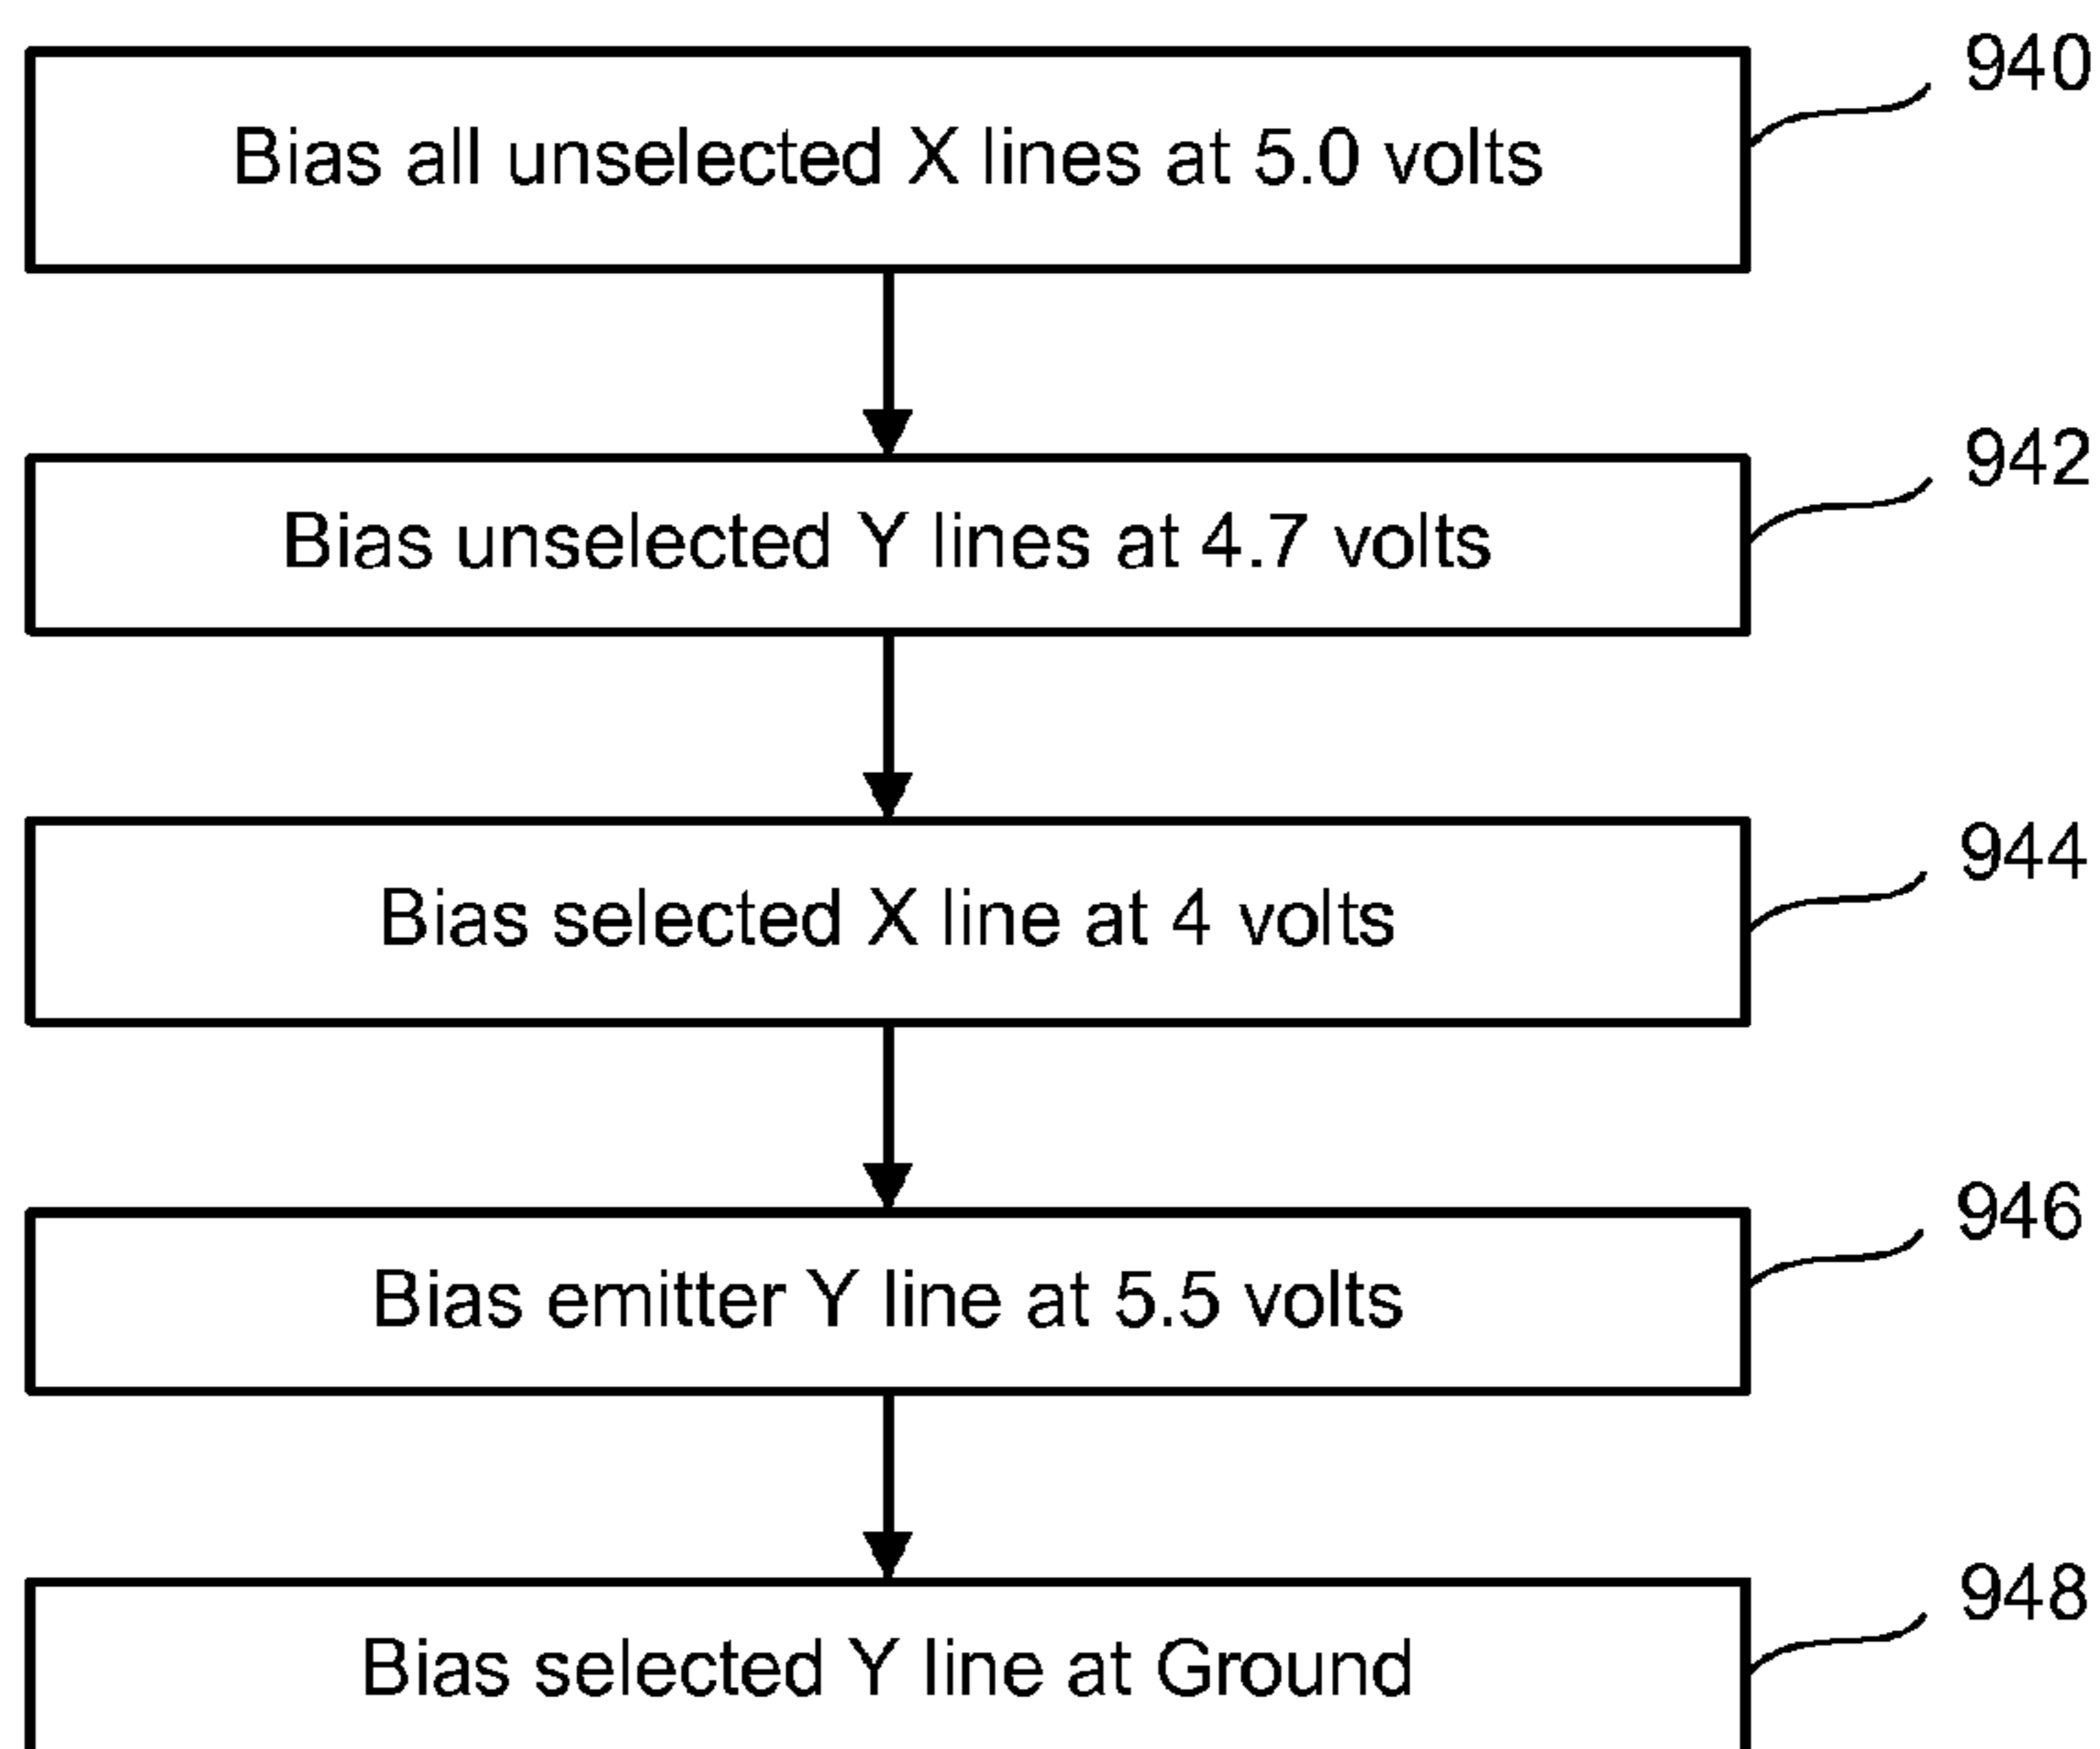 940
Bias all unselected X lines at 5.0 volts
942
Bias unselected Y lines at 4.7 volts
944
Bias selected X line at 4 volts
946
Bias emitter Y line at 5.5 volts
948
Bias selected Y line at Ground